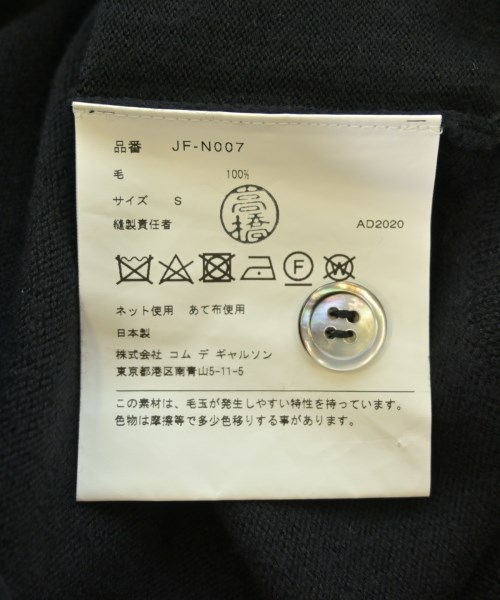 品番 JF-N007
毛 100%
サイズ S
高橋
縫製責任者 AD2020
F W
ネット使用 あて布使用
日本製
株式会社 コム デ ギャルソン
東京都港区南青山5-11-5
この素材は、毛玉が発生しやすい特性を持っています。
色物は摩擦等で多少色移りする事があります。